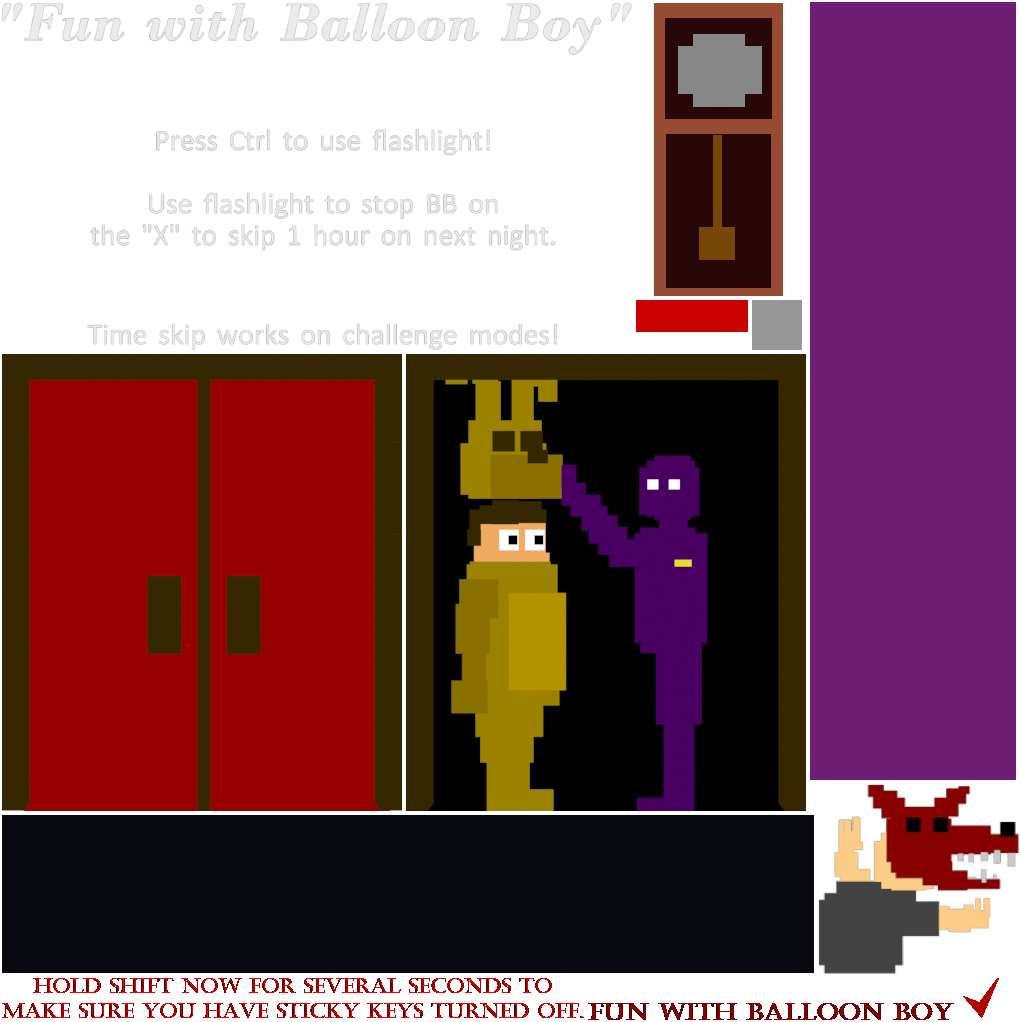 "Fun with Balloon Boy"
Press Ctrl to use flashlight!
Use flashlight to stop BB on
the "X" to skip 1 hour on next night.
Time skip works on challenge modes!
HOLD SHIFT NOW FOR SEVERAL SECONDS TO
MAKE SURE YOU HAVE STICKY KEYS TURNED OFF.
FUN WITH BALLOON BOY